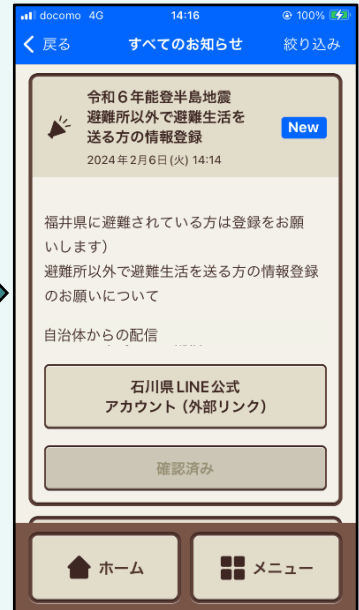 docomo 4G 14:16 100%
戻る すべてのお知らせ 絞り込み
令和６年能登半島地震
避難所以外で避難生活を
送る方の情報登録
New
2024年2月6日(火) 14:14
福井県に避難されている方は登録をお願
いします）
避難所以外で避難生活を送る方の情報登録
のお願いについて
自治体からの配信
石川県LINE公式
アカウント（外部リンク）
確認済み
ホーム
メニュー